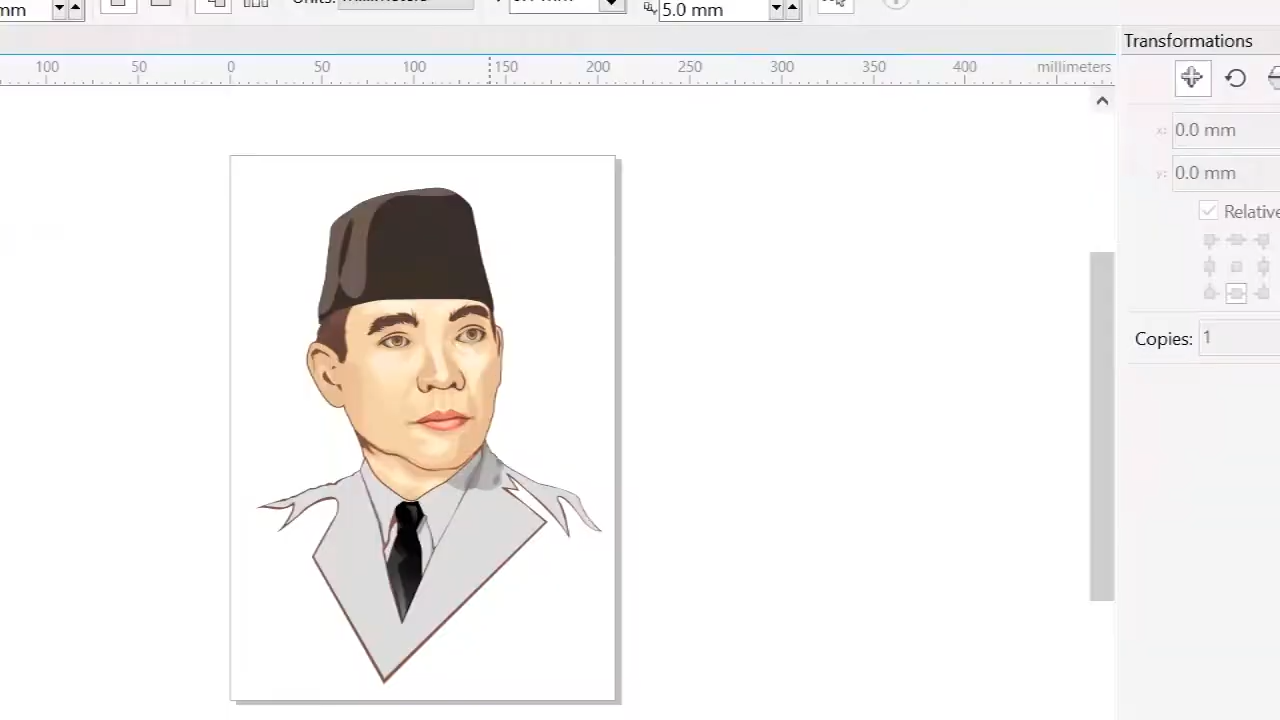 mm
Units:
5.0 mm
Transformations
100 50 0 50 100 150 200 250 300 350 400 millimeters
x: 0.0 mm
y: 0.0 mm
Relative
Copies: 1